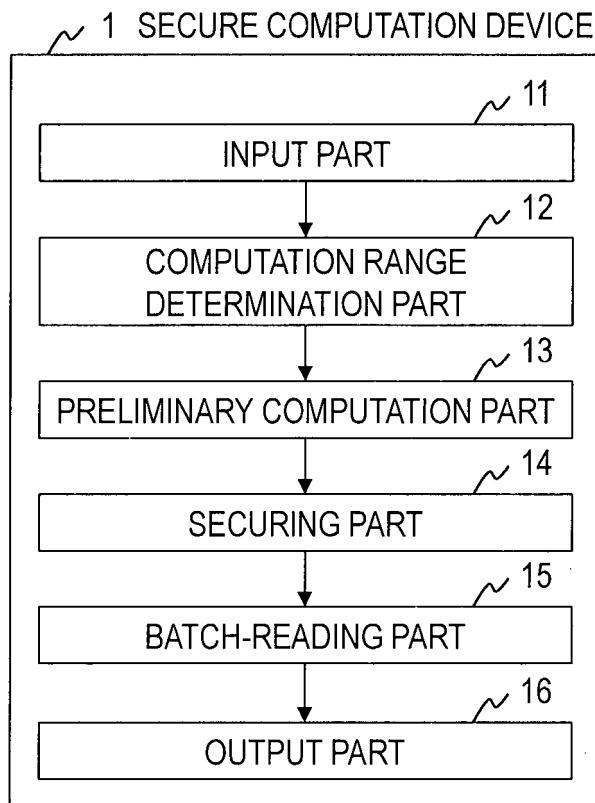 1 SECURE COMPUTATION DEVICE
11
INPUT PART
12
COMPUTATION RANGE
DETERMINATION PART
13
PRELIMINARY COMPUTATION PART
14
SECURING PART
15
BATCH-READING PART
16
OUTPUT PART